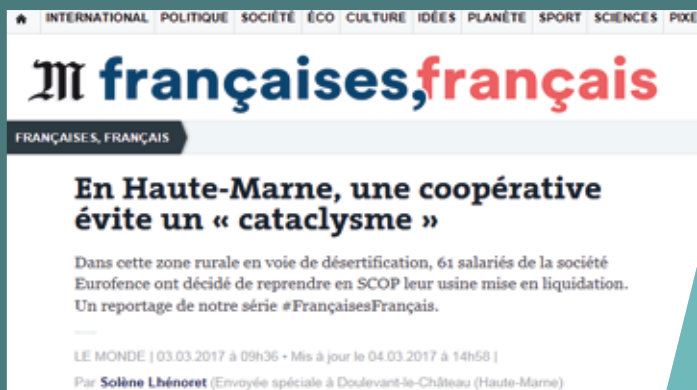 INTERNATIONAL POLITIQUE SOCIÉTÉ ÉCO CULTURE IDÉES PLANÈTE SPORT SCIENCES PIXE
M françaises, français
FRANÇAISES, FRANÇAIS
En Haute-Marne, une coopérative
évite un « cataclysme »
Dans cette zone rurale en voie de désertification, 61 salariés de la société
Eurofence ont décidé de reprendre en SCOP leur usine mise en liquidation.
Un reportage de notre série #FrançaisesFrançais.
LE MONDE | 03.03.2017 à 09h36 • Mis à jour le 04.03.2017 à 14h58 |
Par Solène Lhénoret (Envoyée spéciale à Doulevant-le-Château (Haute-Marne)